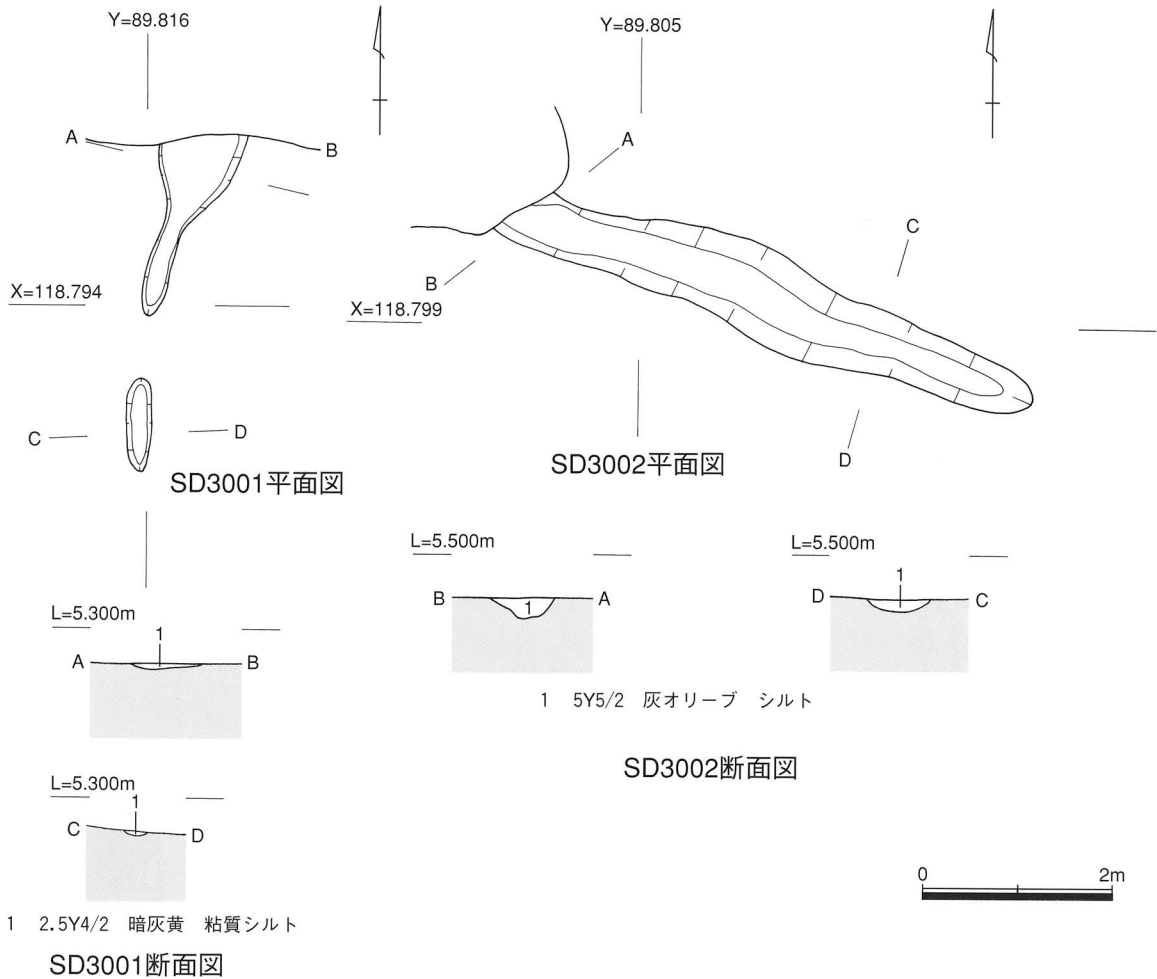 Y=89.816
A
B
X=118.794
C
D
SD3001平面図
Y=89.805
A
C
B
X=118.799
D
SD3002平面図
L=5.300m
1
A
B
L=5.300m
1
C
D
1 2.5Y4/2 暗灰黄 粘質シルト
SD3001断面図
L=5.500m
B
1
A
L=5.500m
1
D
C
1 5Y5/2 灰オリーブ シルト
SD3002断面図
0
2m